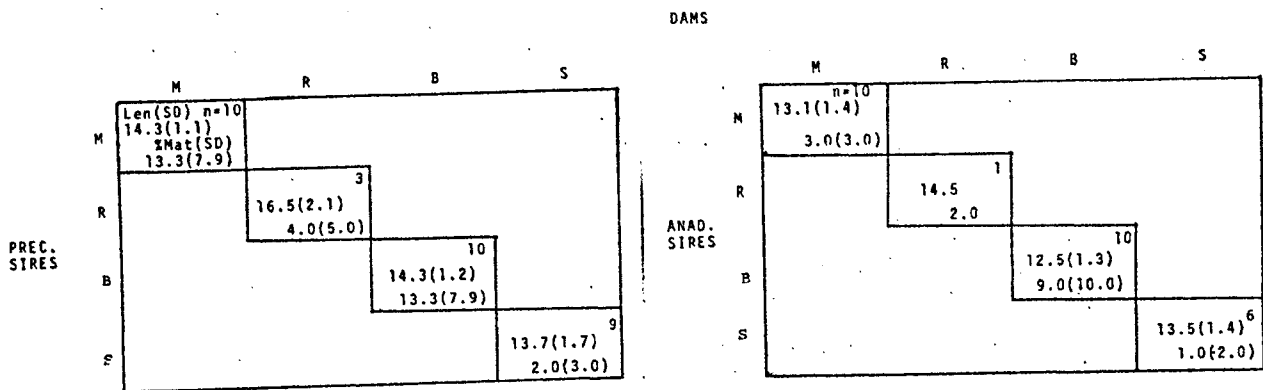 DAMS
M R B S
M
Len(SD) n=10
14.3(1.1)
%Mat(SD)
13.3(7.9)
R
3
16.5(2.1)
4.0(5.0)
PREC.
SIRES
B
10
14.3(1.2)
13.3(7.9)
S
9
13.7(1.7)
2.0(3.0)
M R B S
M
n=10
13.1(1.4)
3.0(3.0)
R
1
14.5
2.0
ANAD.
SIRES
B
10
12.5(1.3)
9.0(10.0)
S
6
13.5(1.4)
1.0(2.0)